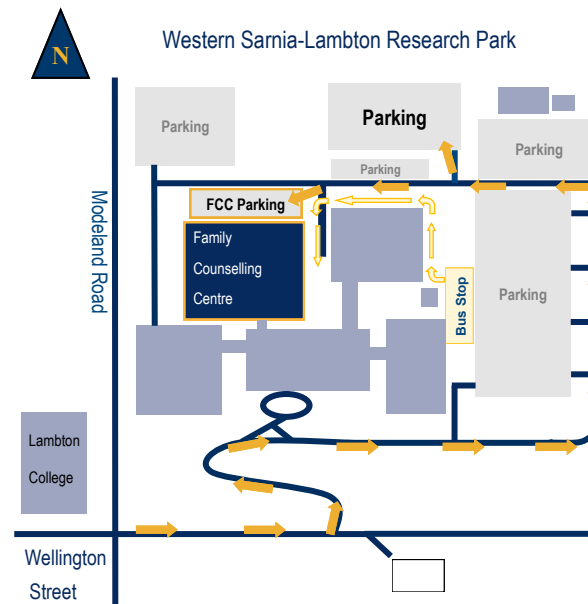 Western Sarnia-Lambton Research Park
N
Parking
Parking
Parking
Parking
FCC Parking
Family
Counselling
Centre
Modeland Road
Bus Stop
Parking
Lambton
College
Wellington
Street